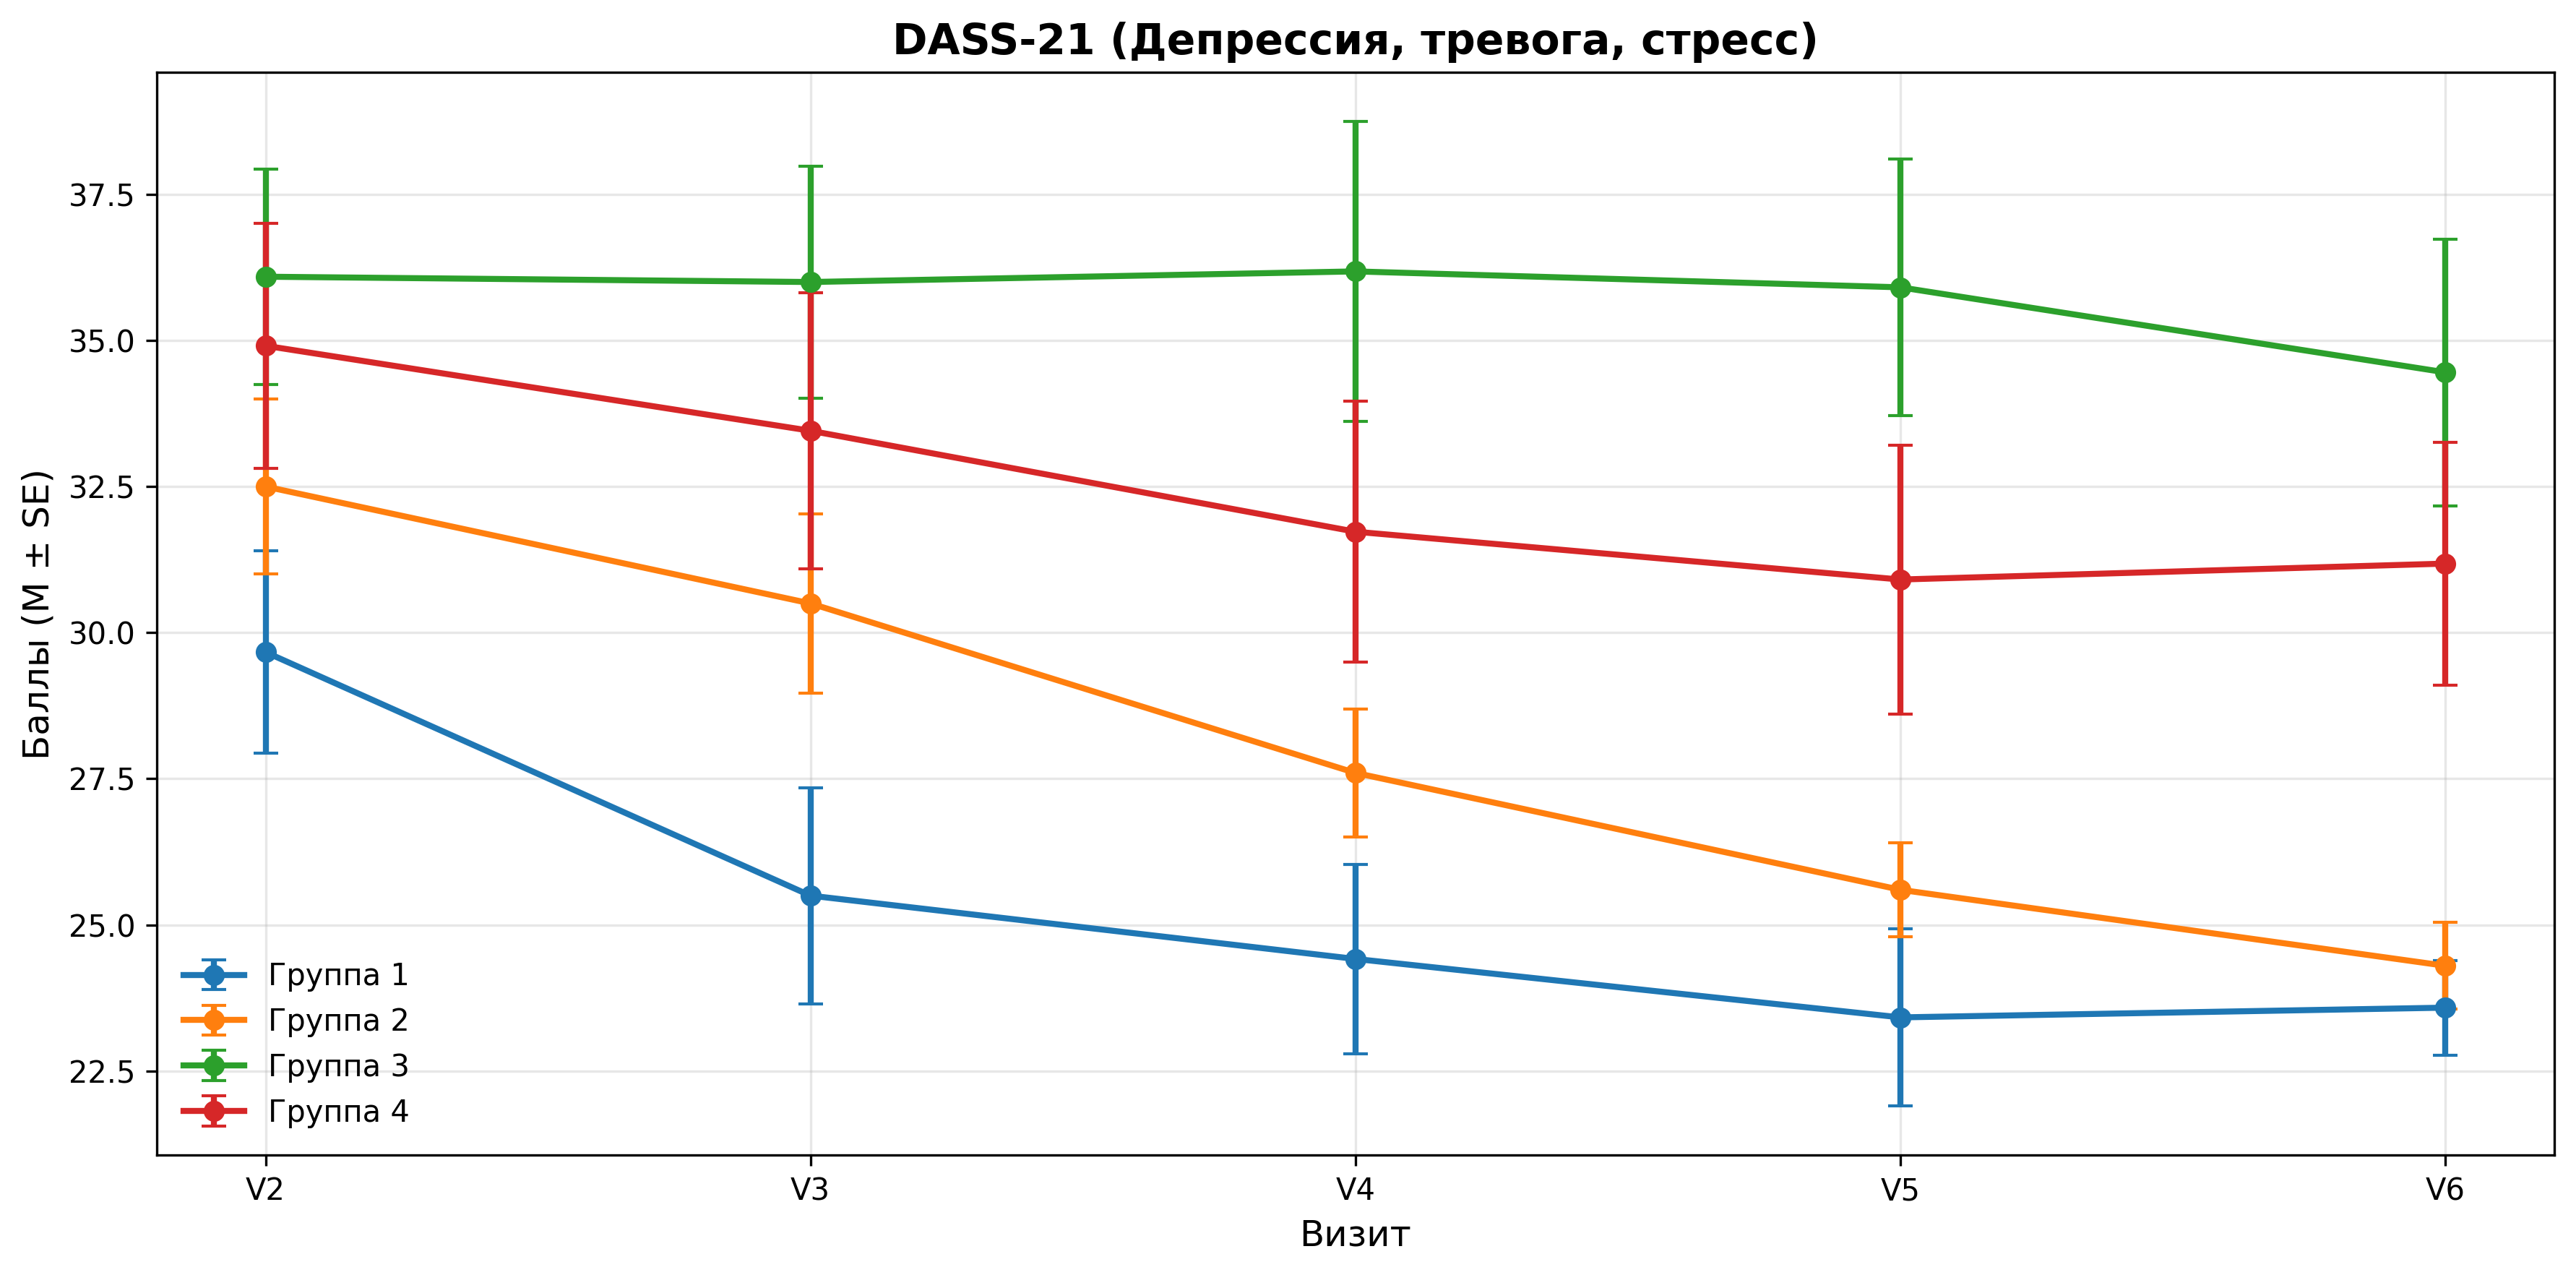 DASS-21 (Депрессия, тревога, стресс)
Баллы (M ± SE)
37.5
35.0
32.5
30.0
27.5
25.0
22.5
Группа 1
Группа 2
Группа 3
Группа 4
V2 V3 V4 V5 V6
Визит